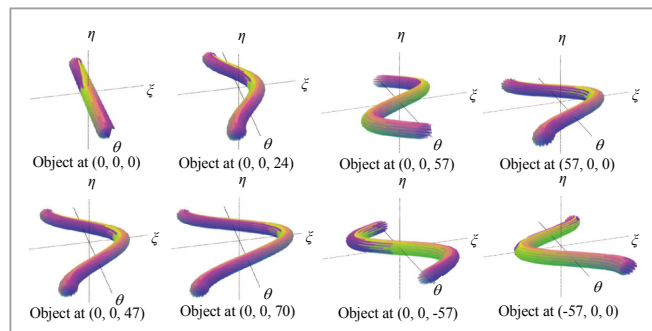 η η η η
ξ ξ ξ ξ
θ θ θ θ
Object at (0, 0, 0) Object at (0, 0, 24) Object at (0, 0, 57) Object at (57, 0, 0)
η η η η
ξ ξ ξ ξ
θ θ θ θ
Object at (0, 0, 47) Object at (0, 0, 70) Object at (0, 0, -57) Object at (-57, 0, 0)